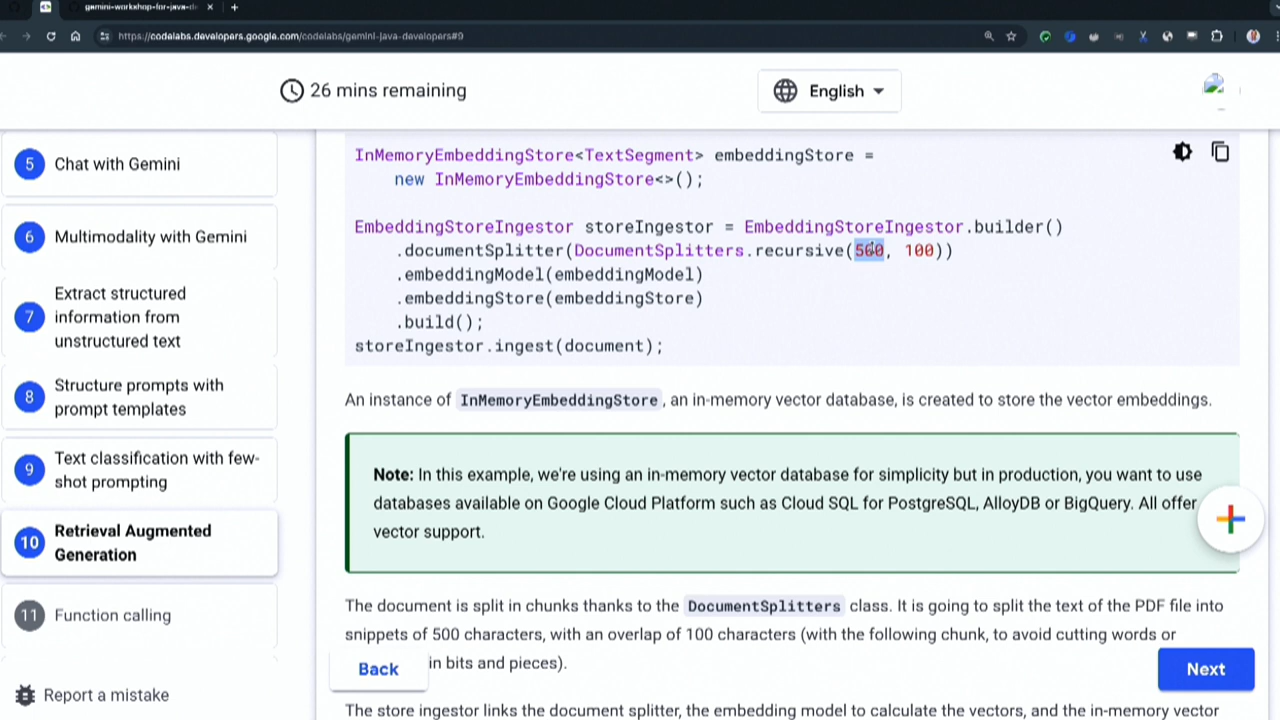 gemini-workshop-for-java-de
https://codelabs.developers.google.com/codelabs/gemini-java-developers#9
26 mins remaining
English
5 Chat with Gemini
6 Multimodality with Gemini
7 Extract structured
information from
unstructured text
8 Structure prompts with
prompt templates
9 Text classification with few-
shot prompting
10 Retrieval Augmented
Generation
11 Function calling
Report a mistake
InMemoryEmbeddingStore<TextSegment> embeddingStore =
new InMemoryEmbeddingStore<>();
EmbeddingStoreIngestor storeIngestor = EmbeddingStoreIngestor.builder()
.documentSplitter(DocumentSplitters.recursive(500, 100))
.embeddingModel(embeddingModel)
.embeddingStore(embeddingStore)
.build();
storeIngestor.ingest(document);
An instance of InMemoryEmbeddingStore, an in-memory vector database, is created to store the vector embeddings.
Note: In this example, we're using an in-memory vector database for simplicity but in production, you want to use
databases available on Google Cloud Platform such as Cloud SQL for PostgreSQL, AlloyDB or BigQuery. All offer
vector support.
The document is split in chunks thanks to the DocumentSplitters class. It is going to split the text of the PDF file into
snippets of 500 characters, with an overlap of 100 characters (with the following chunk, to avoid cutting words or
in bits and pieces).
Back
Next
The store ingestor links the document splitter, the embedding model to calculate the vectors, and the in-memory vector